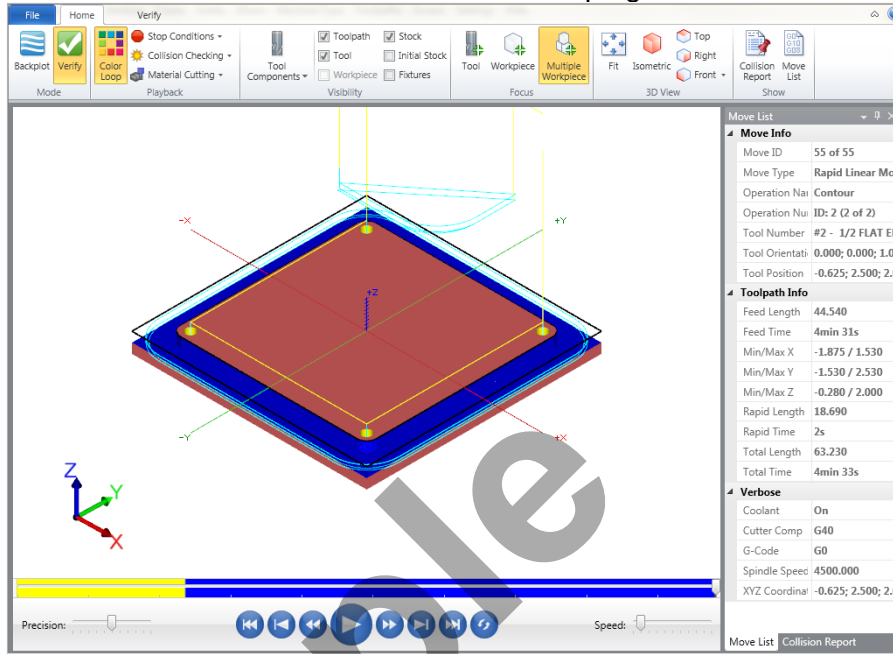 File Home Verify
Backplot
Verify
Color Loop
Stop Conditions
Collision Checking
Material Cutting
Tool Components
Toolpath
Tool
Workpiece
Stock
Initial Stock
Fixtures
Tool
Workpiece
Multiple Workpiece
Fit
Isometric
Top
Right
Front
Collision Report
Move List
Mode Playback Visibility Focus 3D View Show
-X
+Y
+Z
-Y
+X
Z
Y
X
ple
Precision:
Speed:
Move List
Move Info
Move ID 55 of 55
Move Type Rapid Linear Mo
Operation Nar Contour
Operation Nu ID: 2 (2 of 2)
Tool Number #2 - 1/2 FLAT E
Tool Orientati 0.000; 0.000; 1.0
Tool Position -0.625; 2.500; 2.
Toolpath Info
Feed Length 44.540
Feed Time 4min 31s
Min/Max X -1.875 / 1.530
Min/Max Y -1.530 / 2.530
Min/Max Z -0.280 / 2.000
Rapid Length 18.690
Rapid Time 2s
Total Length 63.230
Total Time 4min 33s
Verbose
Coolant On
Cutter Comp G40
G-Code G0
Spindle Speed 4500.000
XYZ Coordinat -0.625; 2.500; 2.
Move List Collision Report